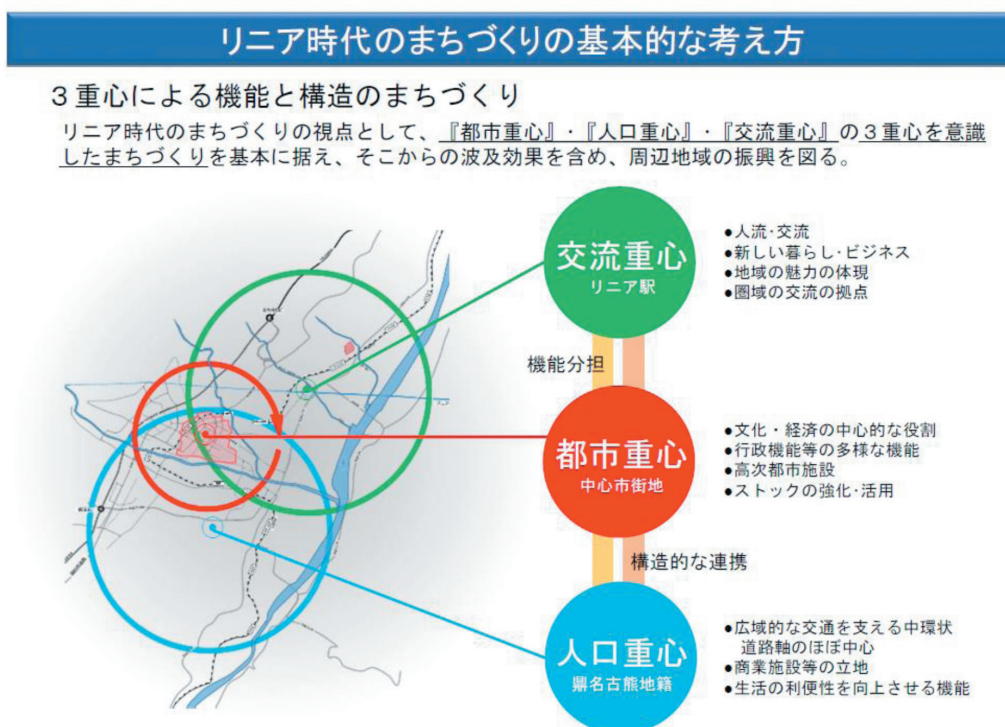 リニア時代のまちづくりの基本的な考え方
３重心による機能と構造のまちづくり
リニア時代のまちづくりの視点として、『都市重心』・『人口重心』・『交流重心』の３重心を意識
したまちづくりを基本に据え、そこからの波及効果を含め、周辺地域の振興を図る。
交流重心
リニア駅
●人流・交流
●新しい暮らし・ビジネス
●地域の魅力の体現
●圏域の交流の拠点
機能分担
都市重心
中心市街地
●文化・経済の中心的な役割
●行政機能等の多様な機能
●高次都市施設
●ストックの強化・活用
構造的な連携
人口重心
鼎名古熊地籍
●広域的な交通を支える中環状
道路軸のほぼ中心
●商業施設等の立地
●生活の利便性を向上させる機能